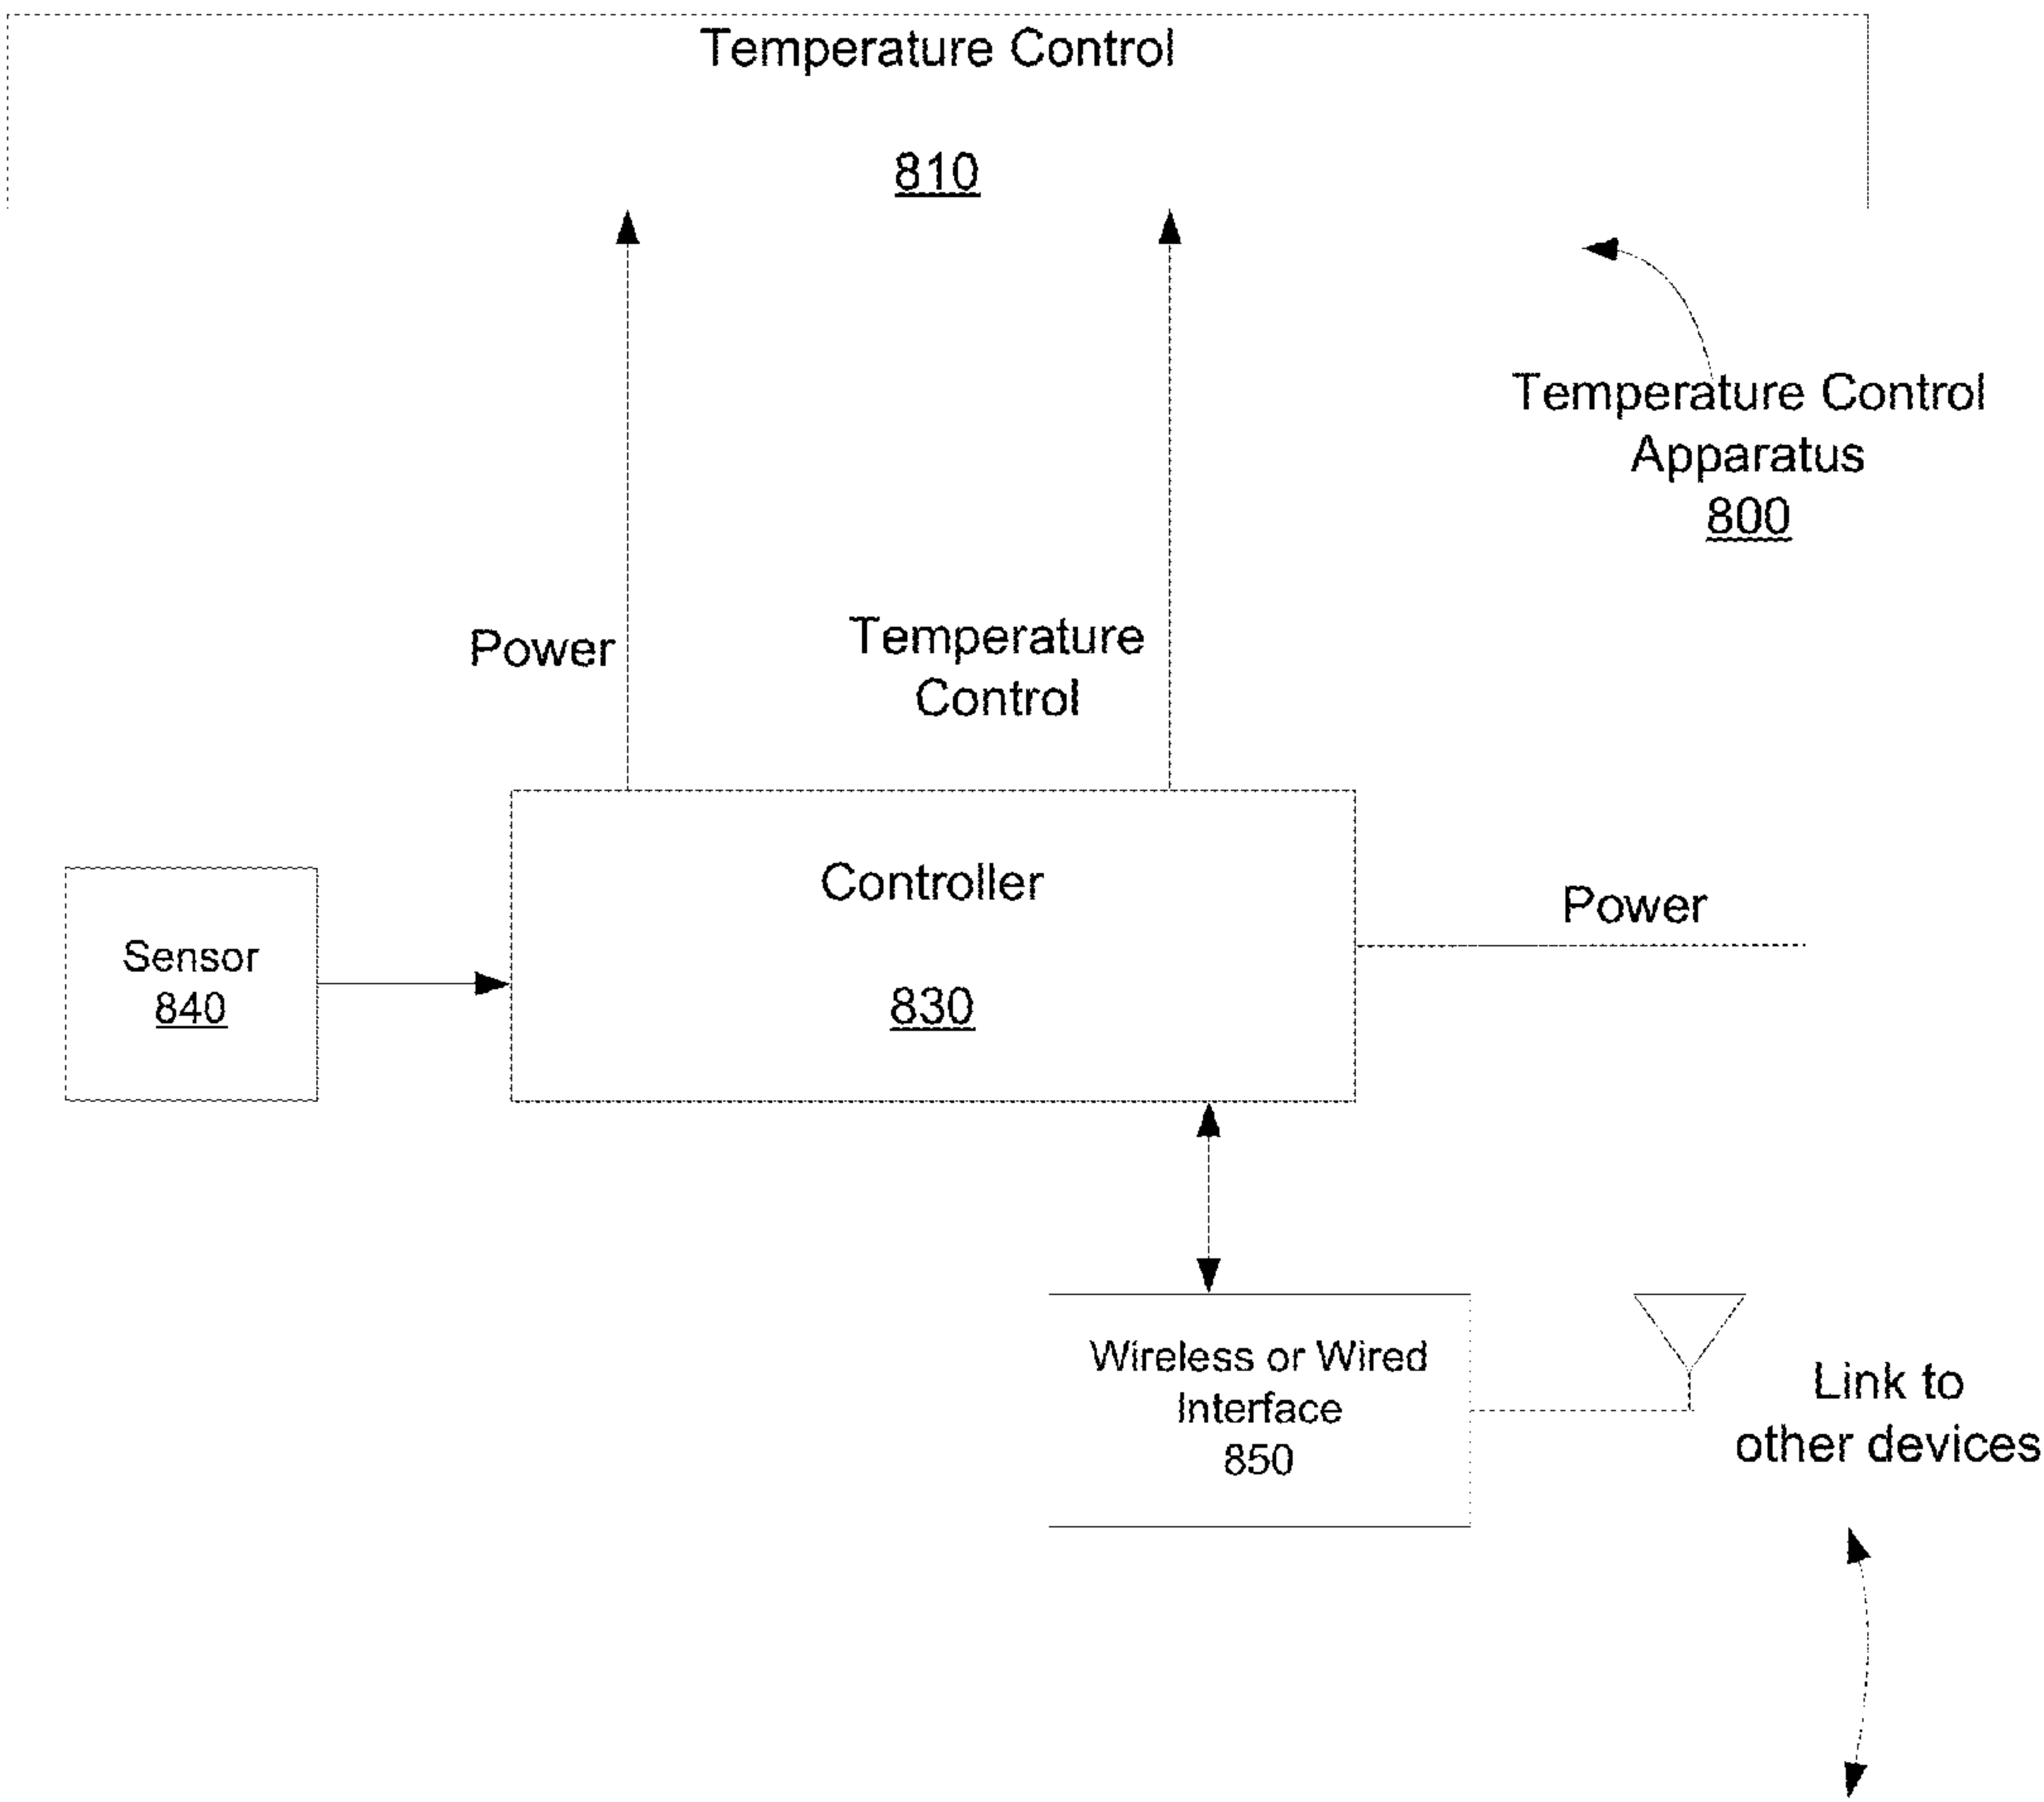 Temperature Control
810
Temperature Control
Apparatus
800
Power
Temperature
Control
Controller
830
Power
Sensor
840
Wireless or Wired
Interface
850
Link to
other devices